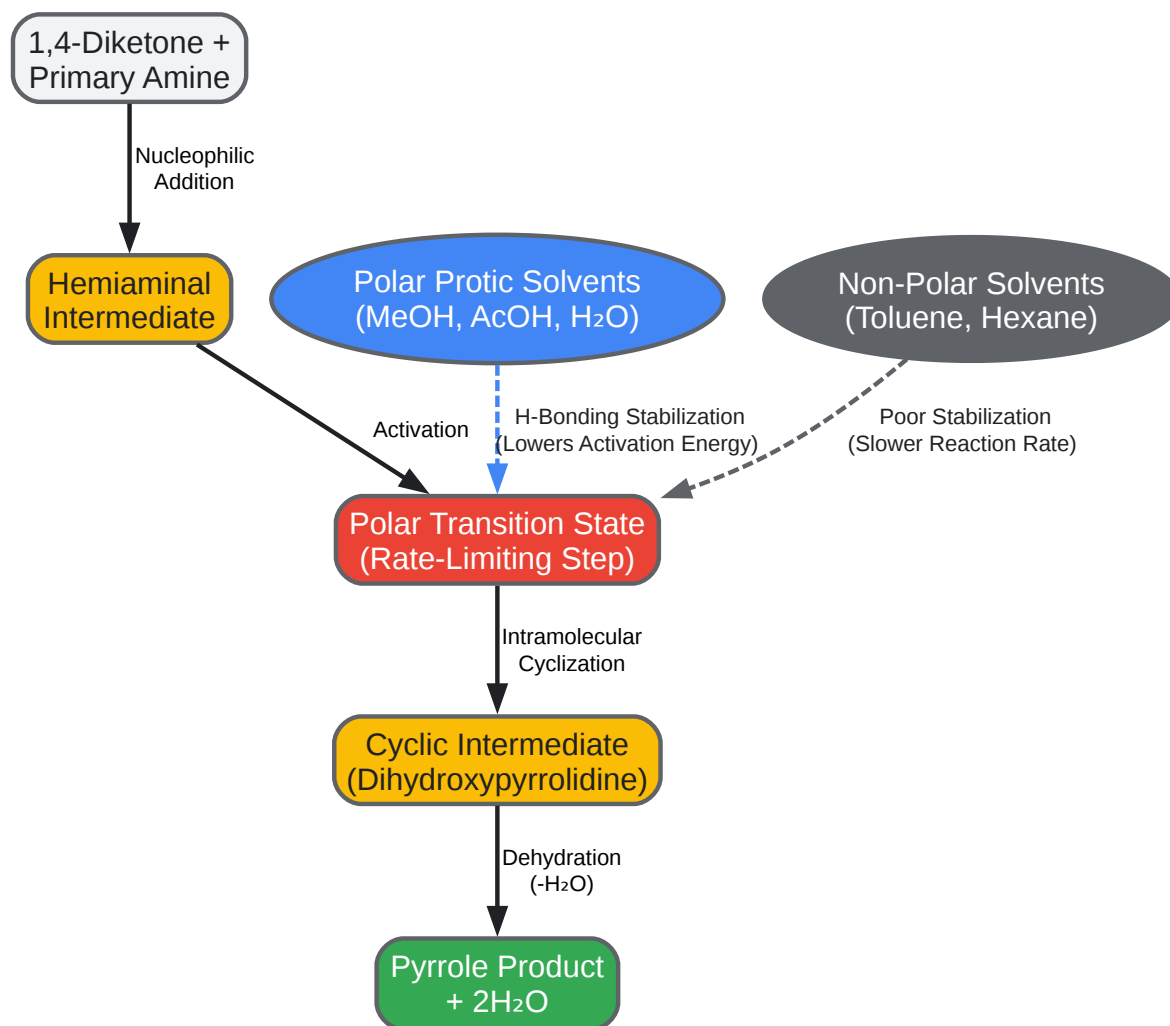 1,4-Diketone +
Primary Amine
Nucleophilic
Addition
Hemiaminal
Intermediate
Polar Protic Solvents
(MeOH, AcOH, H₂O)
Non-Polar Solvents
(Toluene, Hexane)
Activation
H-Bonding Stabilization
(Lowers Activation Energy)
Poor Stabilization
(Slower Reaction Rate)
Polar Transition State
(Rate-Limiting Step)
Intramolecular
Cyclization
Cyclic Intermediate
(Dihydroxypyrrolidine)
Dehydration
(-H₂O)
Pyrrole Product
+ 2H₂O